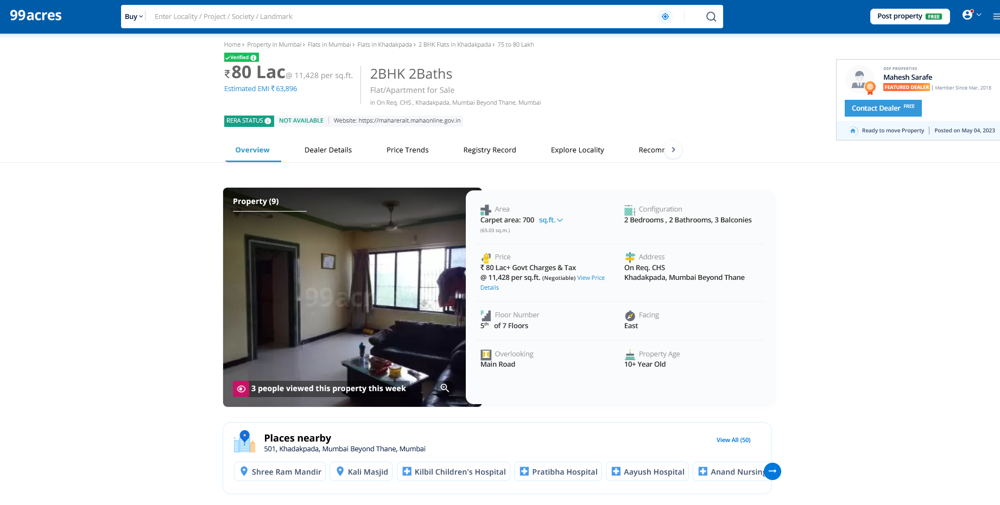 99acres
Buy
Enter Locality / Project / Society / Landmark
Post property FREE
Home > Property in Mumbai > Flats in Mumbai > Flats in Khadakpada > 2 BHK Flats in Khadakpada > 75 to 80 Lakh
Verified
₹80 Lac @ 11,428 per sq.ft.
Estimated EMI ₹ 63,896
2BHK 2Baths
Flat/Apartment for Sale
in On Req. CHS , Khadakpada, Mumbai Beyond Thane, Mumbai
RERA STATUS NOT AVAILABLE Website: https://maharerait.mahaonline.gov.in
DSP PROPERTIES
Mahesh Sarafe
FEATURED DEALER | Member Since Mar, 2018
Contact Dealer FREE
Ready to move Property | Posted on May 04, 2023
Overview Dealer Details Price Trends Registry Record Explore Locality Recomr
Property (9)
99acr
3 people viewed this property this week
Area
Carpet area: 700 sq.ft.
(65.03 sq.m.)
Configuration
2 Bedrooms , 2 Bathrooms, 3 Balconies
Price
₹ 80 Lac+ Govt Charges & Tax
@ 11,428 per sq.ft. (Negotiable) View Price
Details
Address
On Req. CHS
Khadakpada, Mumbai Beyond Thane
Floor Number
5th of 7 Floors
Facing
East
Overlooking
Main Road
Property Age
10+ Year Old
Places nearby
501, Khadakpada, Mumbai Beyond Thane, Mumbai
View All (50)
Shree Ram Mandir Kali Masjid Kilbil Children's Hospital Pratibha Hospital Aayush Hospital Anand Nursing